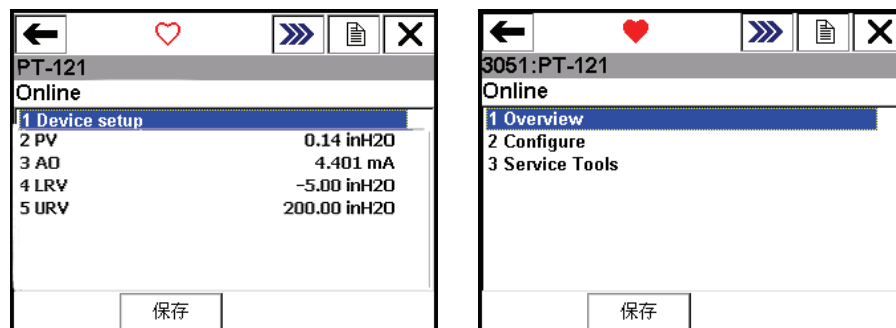 PT-121
Online
1 Device setup
2 PV 0.14 inH2O
3 AO 4.401 mA
4 LRV -5.00 inH2O
5 URV 200.00 inH2O
保存
3051:PT-121
Online
1 Overview
2 Configure
3 Service Tools
保存